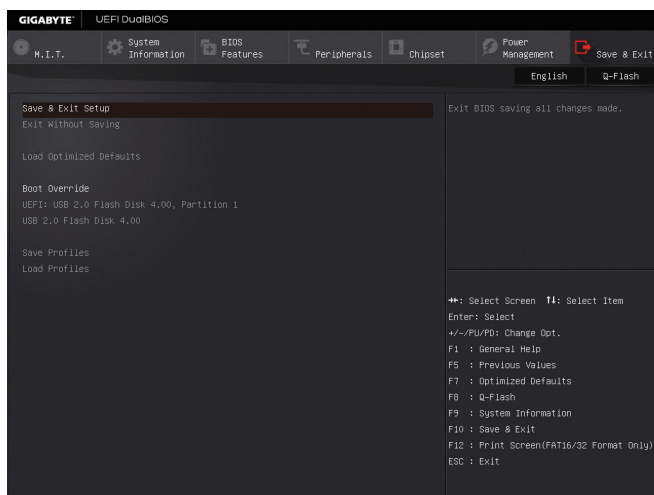 GIGABYTE™ UEFI DualBIOS
M.I.T.
System Information
BIOS Features
Peripherals
Chipset
Power Management
Save & Exit
English
Q-Flash
Save & Exit Setup
Exit Without Saving
Load Optimized Defaults
Boot Override
UEFI: USB 2.0 Flash Disk 4.00, Partition 1
USB 2.0 Flash Disk 4.00
Save Profiles
Load Profiles
Exit BIOS saving all changes made.
→←: Select Screen ↑↓: Select Item
Enter: Select
+/-/PU/PD: Change Opt.
F1 : General Help
F5 : Previous Values
F7 : Optimized Defaults
F8 : Q-Flash
F9 : System Information
F10 : Save & Exit
F12 : Print Screen(FAT16/32 Format Only)
ESC : Exit